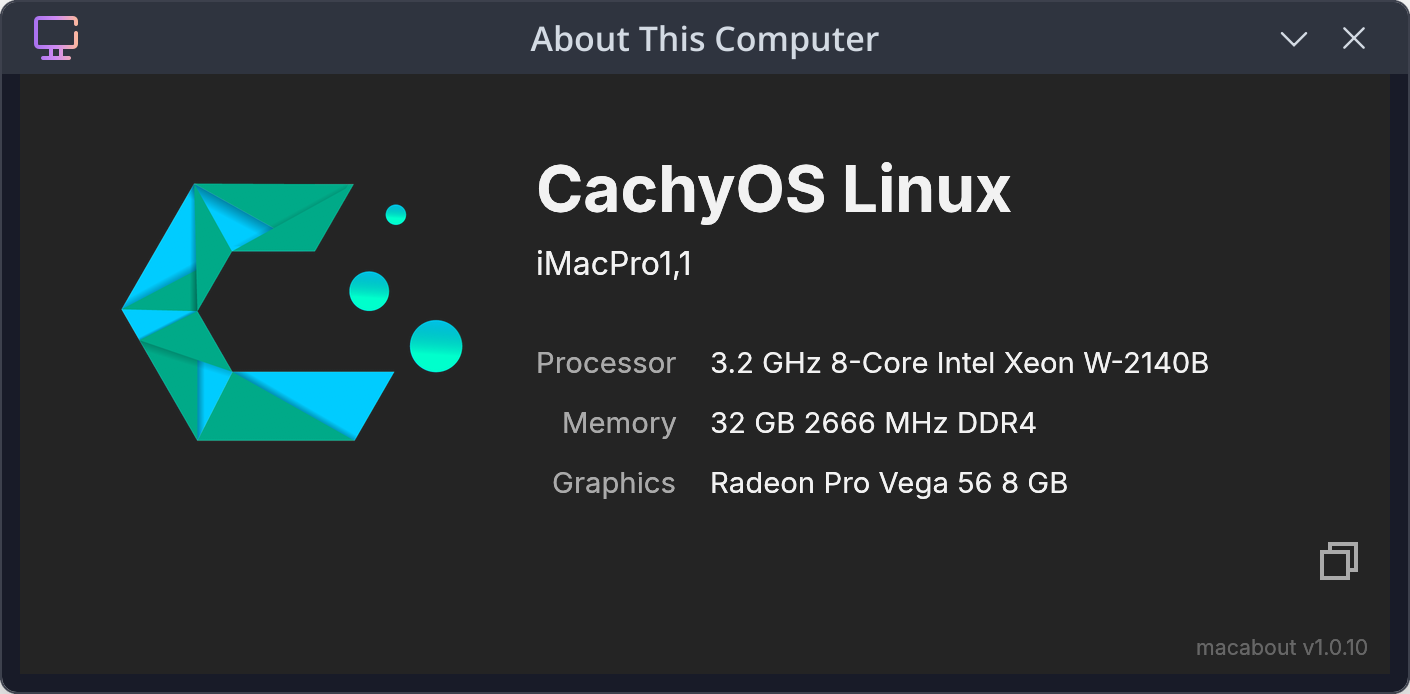 About This Computer
CachyOS Linux
iMacPro1,1
Processor 3.2 GHz 8-Core Intel Xeon W-2140B
Memory 32 GB 2666 MHz DDR4
Graphics Radeon Pro Vega 56 8 GB
macabout v1.0.10